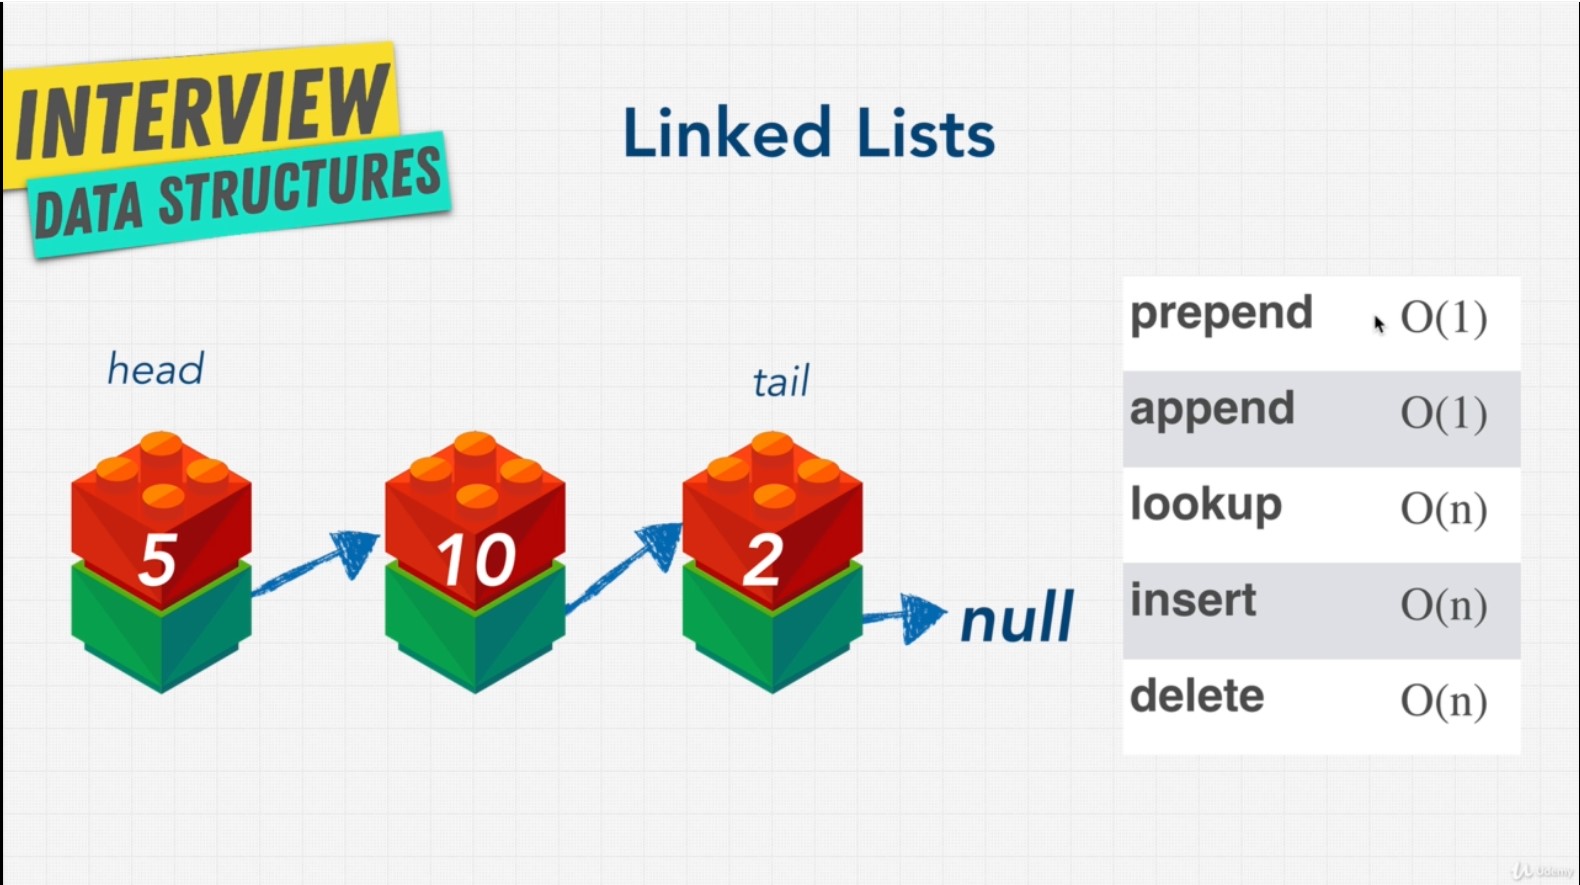 INTERVIEW
DATA STRUCTURES
Linked Lists
head
tail
5
10
2
null
prepend O(1)
append O(1)
lookup O(n)
insert O(n)
delete O(n)
Udemy